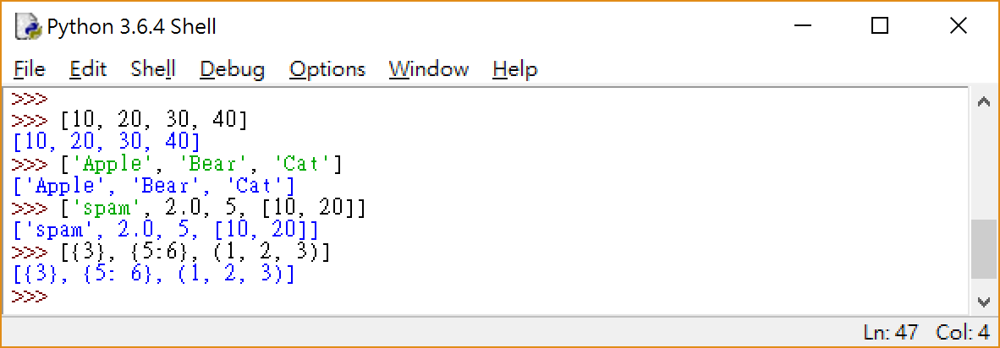 Python 3.6.4 Shell
File Edit Shell Debug Options Window Help
>>>
>>> [10, 20, 30, 40]
[10, 20, 30, 40]
>>> ['Apple', 'Bear', 'Cat']
['Apple', 'Bear', 'Cat']
>>> ['spam', 2.0, 5, [10, 20]]
['spam', 2.0, 5, [10, 20]]
>>> [{3}, {5:6}, (1, 2, 3)]
[{3}, {5: 6}, (1, 2, 3)]
>>>
Ln: 47 Col: 4